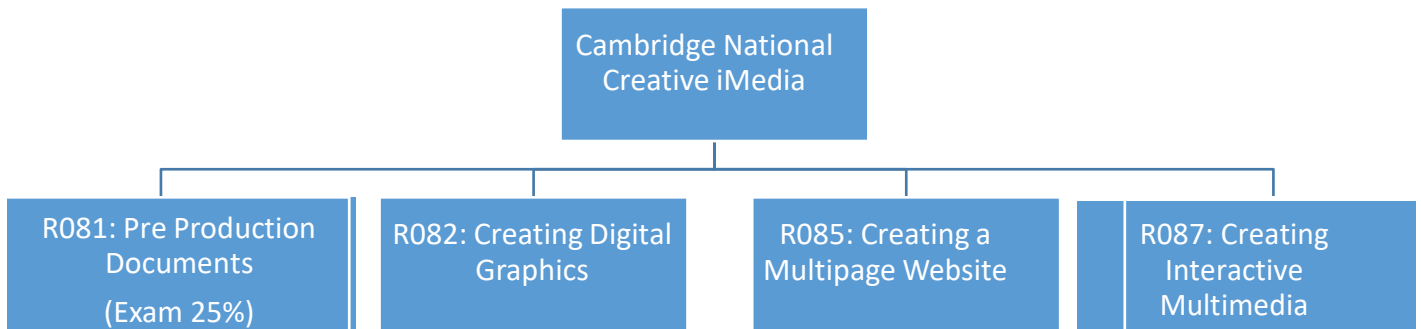 Cambridge National
Creative iMedia
R081: Pre Production
Documents
(Exam 25%)
R082: Creating Digital
Graphics
R085: Creating a
Multipage Website
R087: Creating
Interactive
Multimedia